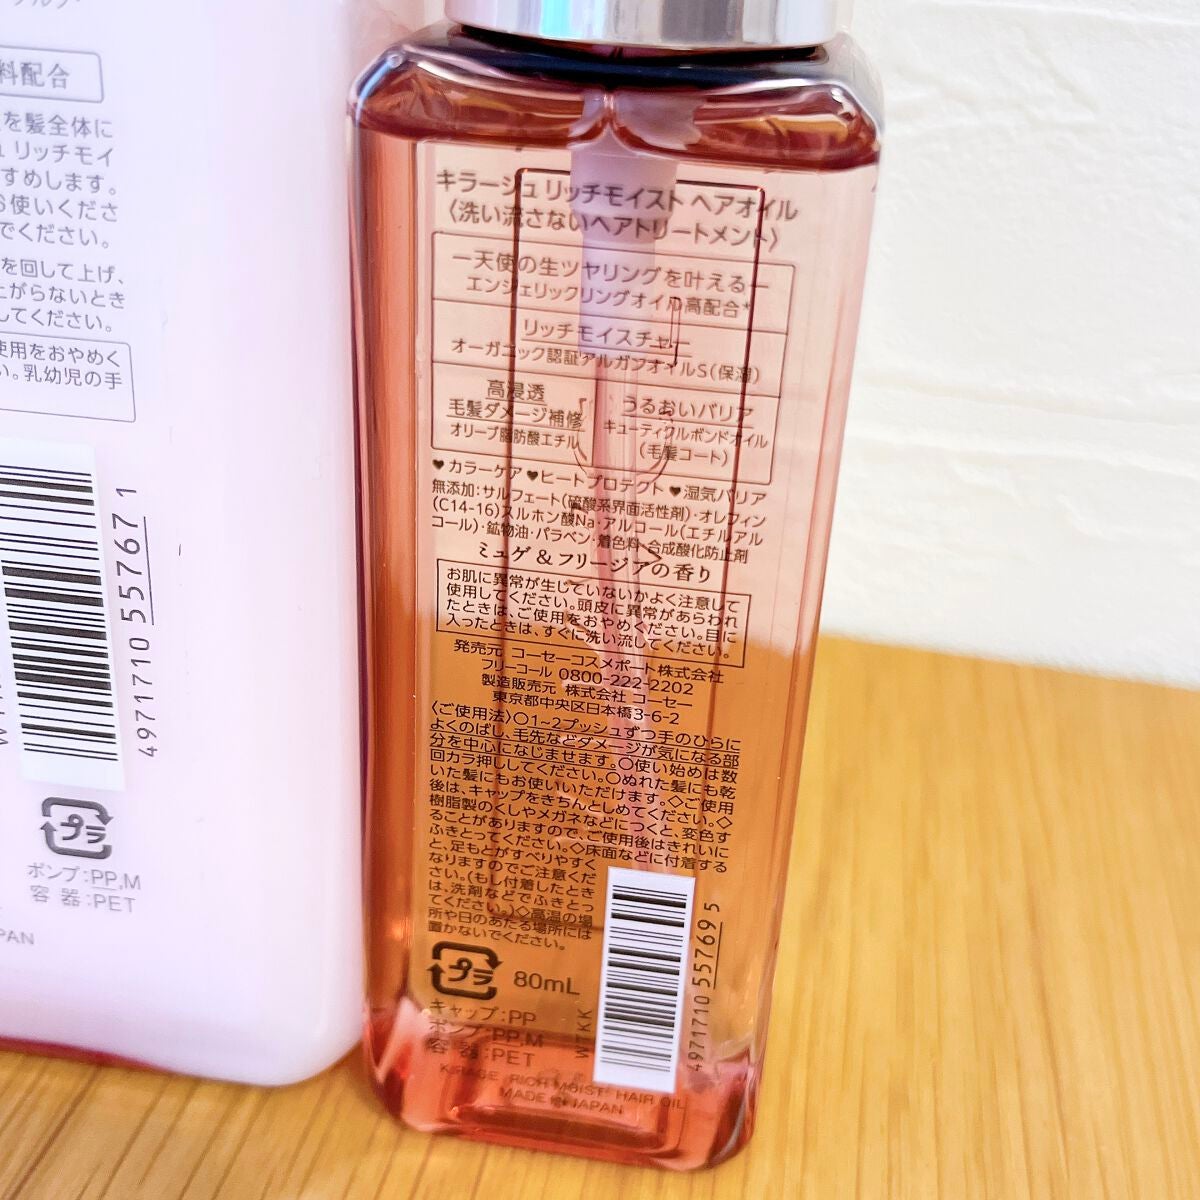 料配合
を髪全体に
ュ リッチモイ
すめします。
お使いくださ
でください。
を回して上げ、
上がらないとき
してください。
使用をおやめく
い。乳幼児の手
4971710 55767 1
プラ
ポンプ:PP,M
容 器:PET
キラージュ リッチモイスト ヘアオイル
〈洗い流さないヘアトリートメント〉
―天使の生ツヤリングを叶える―
エンジェリックリングオイル高配合*
リッチモイスチャー
オーガニック認証アルガンオイルS(保湿)
高浸透
毛髪ダメージ補修
オリーブ脂肪酸エチル
うるおいバリア
キューティクルボンドオイル
(毛髪コート)
♥カラーケア ♥ヒートプロテクト ♥湿気バリア
無添加:サルフェート(硫酸系界面活性剤)・オレフィン
(C14-16)スルホン酸Na・アルコール(エチルアル
コール)・鉱物油・パラベン・着色料・合成酸化防止剤
ミュゲ&フリージアの香り
お肌に異常が生じていないかよく注意して
使用してください。頭皮に異常があらわれ
たときは、ご使用をおやめください。目に
入ったときは、すぐに洗い流してください。
発売元 コーセーコスメポート株式会社
フリーコール 0800-222-2202
製造販売元 株式会社 コーセー
東京都中央区日本橋3-6-2
〈ご使用法〉○1~2プッシュずつ手のひらに
よくのばし、毛先などダメージが気になる部
分を中心になじませます。○使い始めは数
回カラ押ししてください。○ぬれた髪にも乾
いた髪にもお使いいただけます。◇ご使用
後は、キャップをきちんとしめてください。◇
樹脂製のくしやメガネなどにつくと、変色す
ることがありますので、ご使用後はきれいに
ふきとってください。◇床面などに付着する
と、足もとがすべりやすく
なりますのでご注意くだ
さい。(もし付着したとき
は、洗剤などでふきとっ
てください。)◇高温の場
所や日のあたる場所には
置かないでください。
プラ 80mL
キャップ:PP
ポンプ:PP,M
容 器:PET
WTKK
4971710 55769 5
KIRAGE RICH MOIST HAIR OIL
MADE IN JAPAN